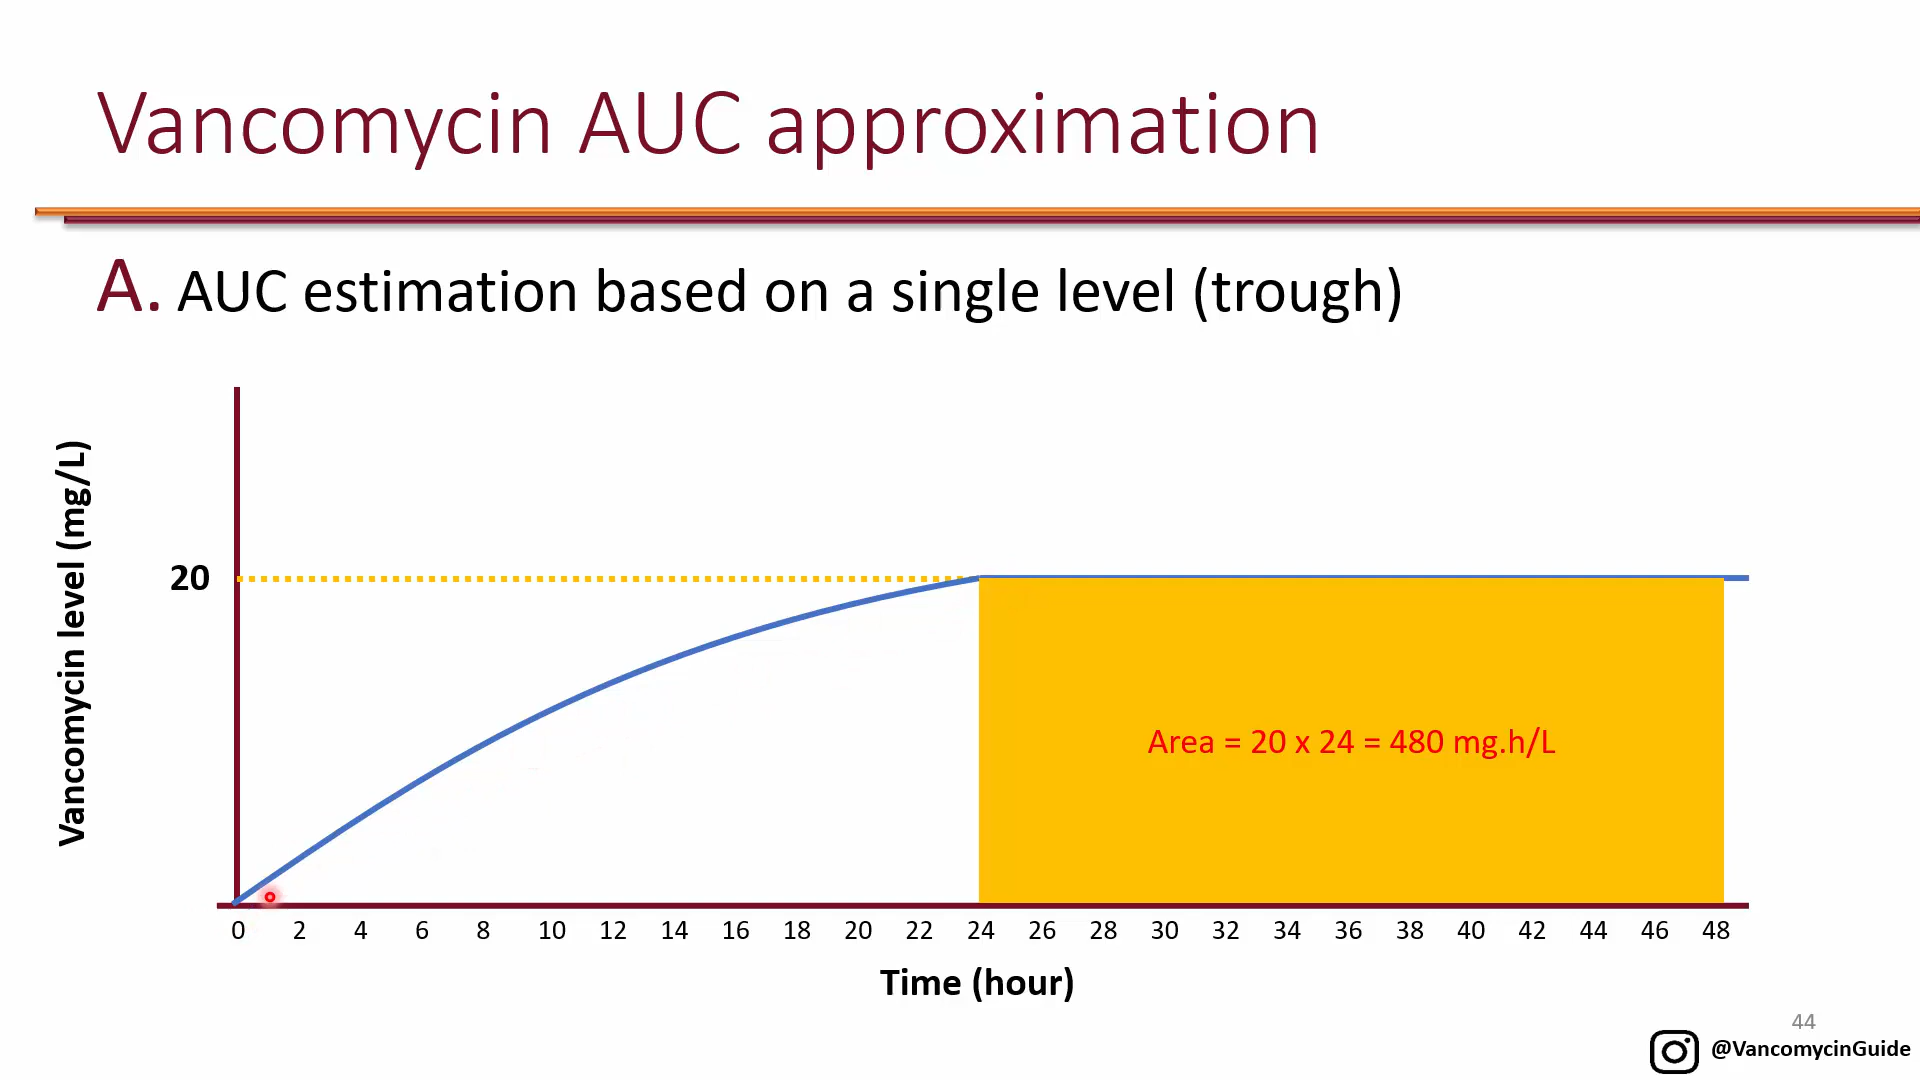 Vancomycin AUC approximation
A. AUC estimation based on a single level (trough)
Vancomycin level (mg/L)
20
Area = 20 x 24 = 480 mg.h/L
0 2 4 6 8 10 12 14 16 18 20 22 24 26 28 30 32 34 36 38 40 42 44 46 48
Time (hour)
44
@VancomycinGuide